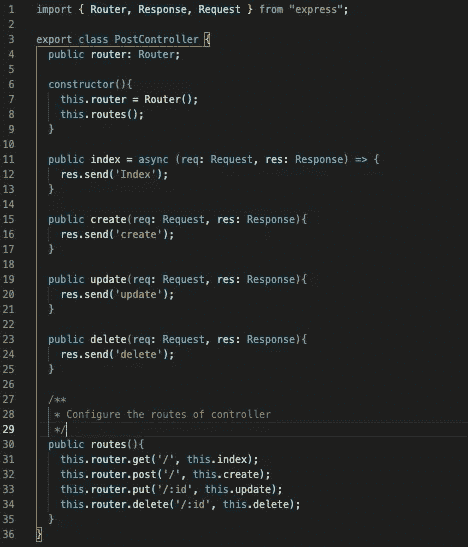 1 import { Router, Response, Request } from "express";
2
3 export class PostController {
4   public router: Router;
5
6   constructor(){
7     this.router = Router();
8     this.routes();
9   }
10
11   public index = async (req: Request, res: Response) => {
12     res.send('Index');
13   }
14
15   public create(req: Request, res: Response){
16     res.send('create');
17   }
18
19   public update(req: Request, res: Response){
20     res.send('update');
21   }
22
23   public delete(req: Request, res: Response){
24     res.send('delete');
25   }
26
27   /**
28    * Configure the routes of controller
29    */
30   public routes(){
31     this.router.get('/', this.index);
32     this.router.post('/', this.create);
33     this.router.put('/:id', this.update);
34     this.router.delete('/:id', this.delete);
35   }
36 }